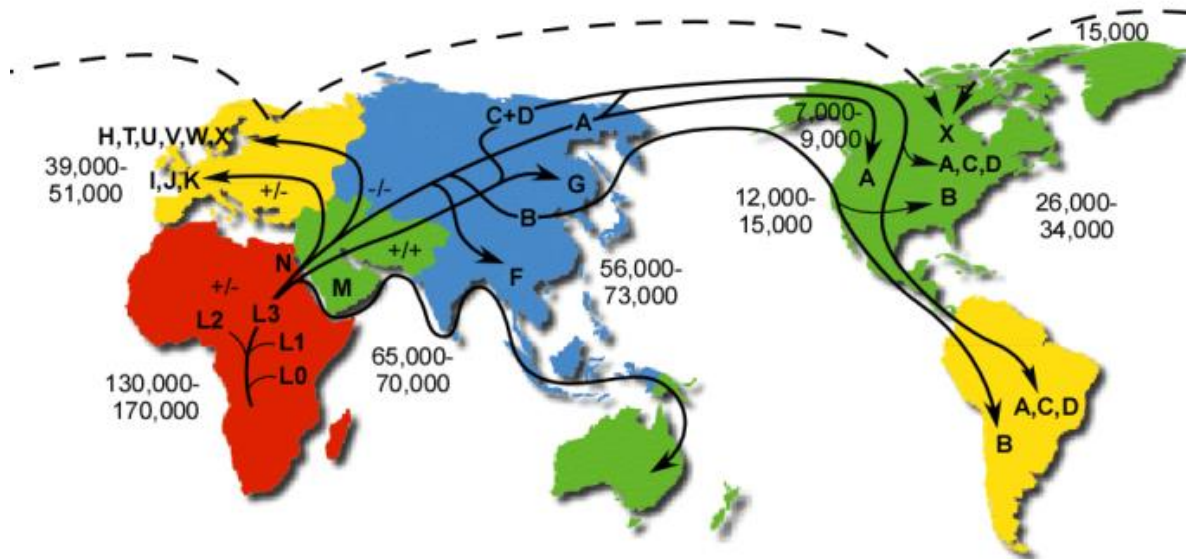 15,000
C+D
A
7,000-
9,000
X
H,T,U,V,W,X
39,000-
51,000
I,J,K
+/-
-/-
G
A
A,C,D
B
B
12,000-
15,000
26,000-
34,000
N
+/+
M
F
56,000-
73,000
+/-
L3
L2
L1
L0
65,000-
70,000
130,000-
170,000
A,C,D
B